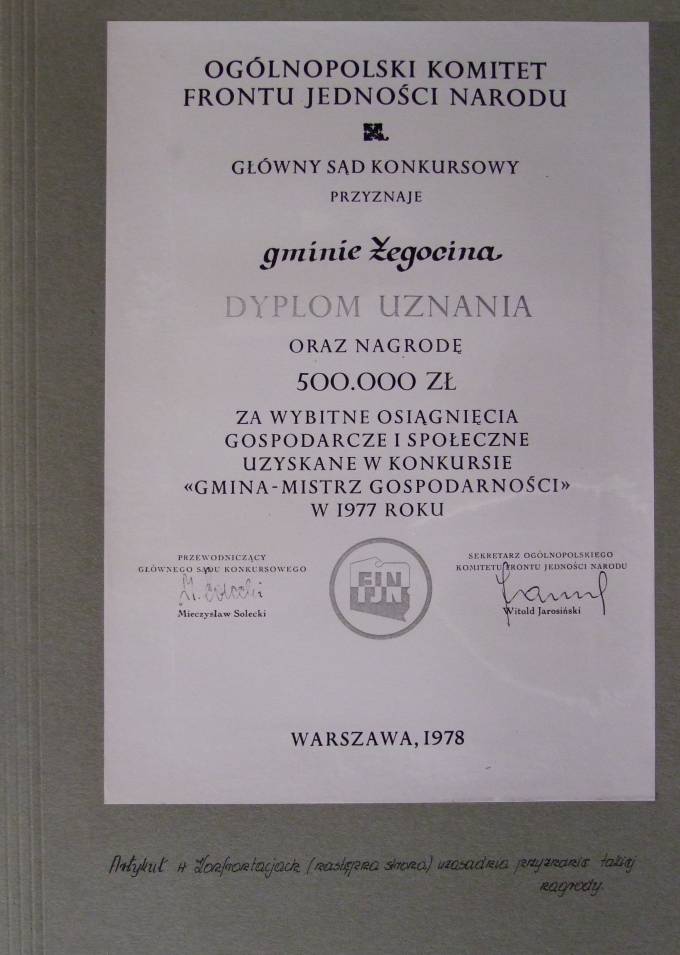 OGÓLNOPOLSKI KOMITET
FRONTU JEDNOŚCI NARODU
GŁÓWNY SĄD KONKURSOWY
PRZYZNAJE
gminie Żegocina
DYPLOM UZNANIA
ORAZ NAGRODĘ
500.000 ZŁ
ZA WYBITNE OSIĄGNIĘCIA
GOSPODARCZE I SPOŁECZNE
UZYSKANE W KONKURSIE
«GMINA-MISTRZ GOSPODARNOŚCI»
W 1977 ROKU
PRZEWODNICZĄCY
GŁÓWNEGO SĄDU KONKURSOWEGO
Mieczysław Solecki
FJN
SEKRETARZ OGÓLNOPOLSKIEGO
KOMITETU FRONTU JEDNOŚCI NARODU
Witold Jarosiński
WARSZAWA, 1978
Artykuł w (następna strona) uzasadnia przyznanie takiej
nagrody.